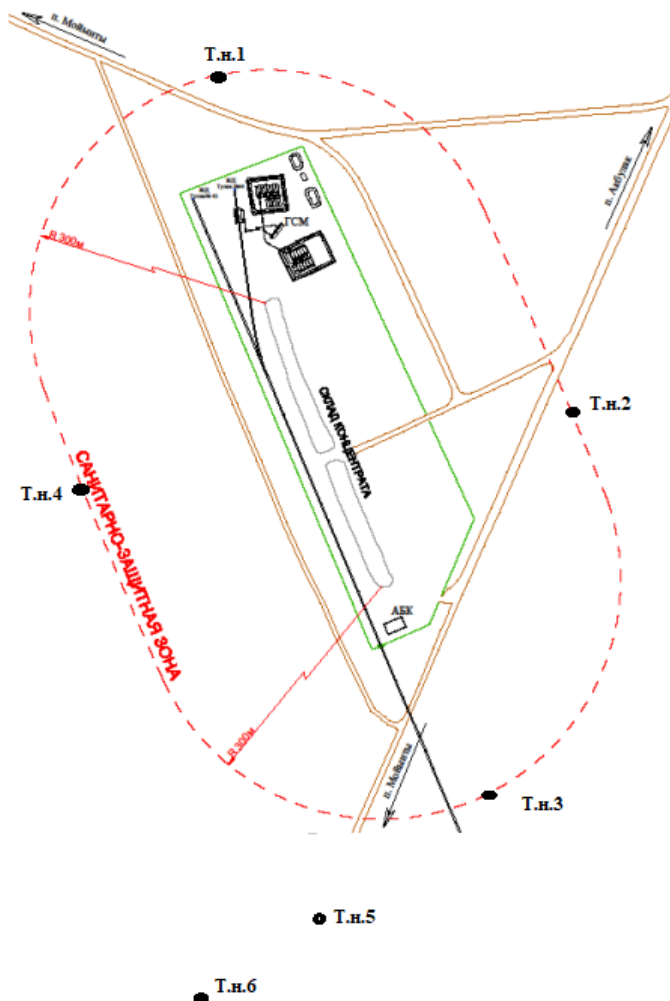 п. Мойынты
Т.н.1
п. Акбулак
ГСМ
R 300м
СКЛАД КОНЦЕНТРАТА
Т.н.2
Т.н.4
САНИТАРНО-ЗАЩИТНАЯ ЗОНА
АБК
R 300м
п. Мойынты
Т.н.3
Т.н.5
Т.н.6